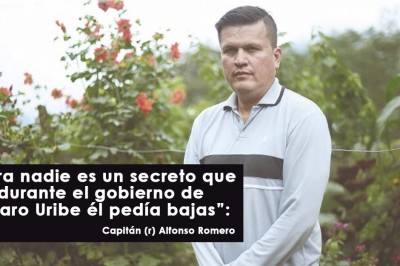 ra nadie es un secreto que
durante el gobierno de
aro Uribe él pedía bajas”:
Capitán (r) Alfonso Romero